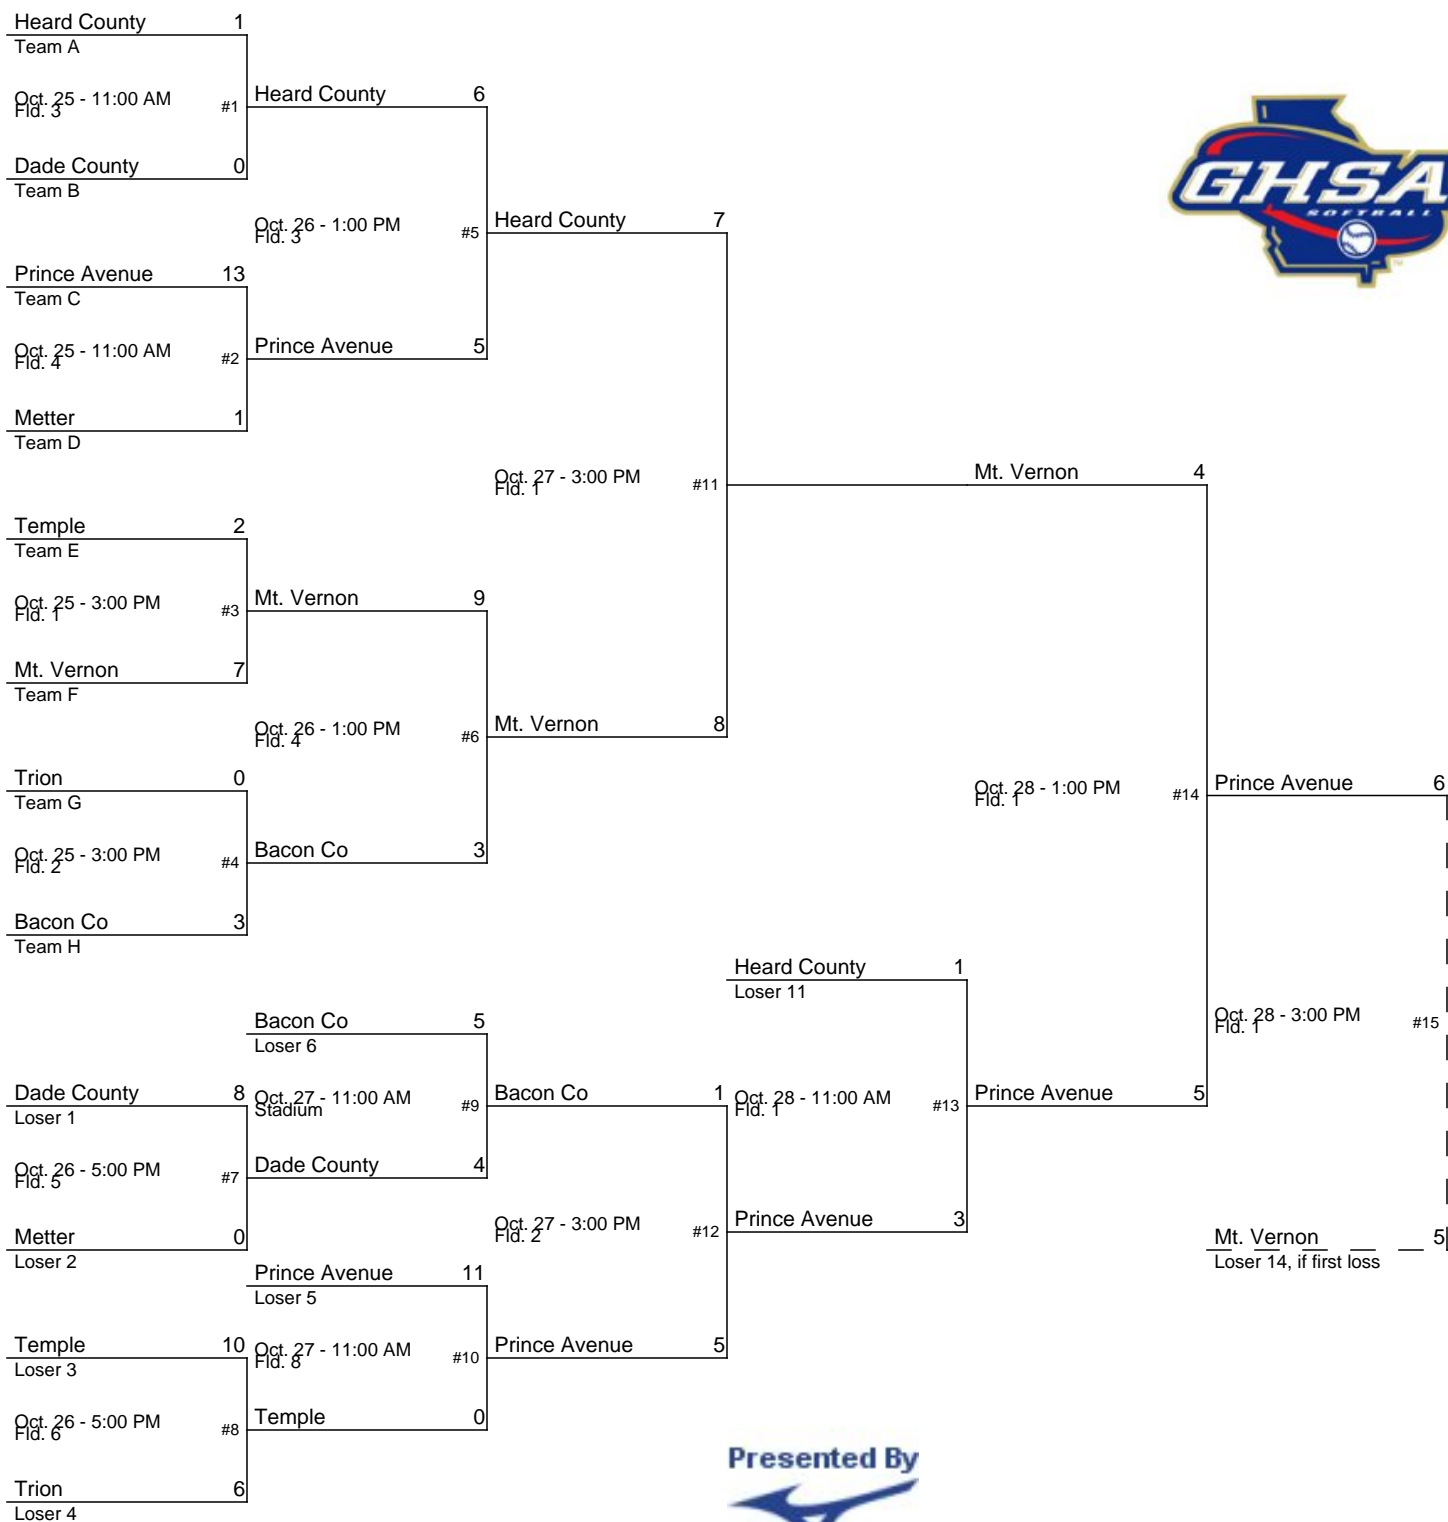 Heard County 1
Team A
Oct. 25 - 11:00 AM
Fld. 3
#1
Dade County 0
Team B
Heard County 6
Oct. 26 - 1:00 PM
Fld. 3
#5
Prince Avenue 13
Team C
Oct. 25 - 11:00 AM
Fld. 4
#2
Metter 1
Team D
Prince Avenue 5
Heard County 7
Oct. 27 - 3:00 PM
Fld. 1
#11
Temple 2
Team E
Oct. 25 - 3:00 PM
Fld. 1
#3
Mt. Vernon 7
Team F
Mt. Vernon 9
Oct. 26 - 1:00 PM
Fld. 4
#6
Mt. Vernon 8
Trion 0
Team G
Oct. 25 - 3:00 PM
Fld. 2
#4
Bacon Co 3
Team H
Bacon Co 3
Mt. Vernon 4
Oct. 28 - 1:00 PM
Fld. 1
#14
Prince Avenue 6
GHSA
SOFTBALL
TM
Heard County 1
Loser 11
Oct. 28 - 11:00 AM
Fld. 1
#13
Prince Avenue 5
Oct. 28 - 3:00 PM
Fld. 1
#15
Mt. Vernon 5
Loser 14, if first loss
Bacon Co 5
Loser 6
Oct. 27 - 11:00 AM
Stadium
#9
Bacon Co 1
Dade County 8
Loser 1
Oct. 26 - 5:00 PM
Fld. 5
#7
Dade County 4
Metter 0
Loser 2
Oct. 27 - 3:00 PM
Fld. 2
#12
Prince Avenue 3
Prince Avenue 11
Loser 5
Oct. 27 - 11:00 AM
Fld. 8
#10
Prince Avenue 5
Temple 10
Loser 3
Oct. 26 - 5:00 PM
Fld. 6
#8
Temple 0
Trion 6
Loser 4
Presented By